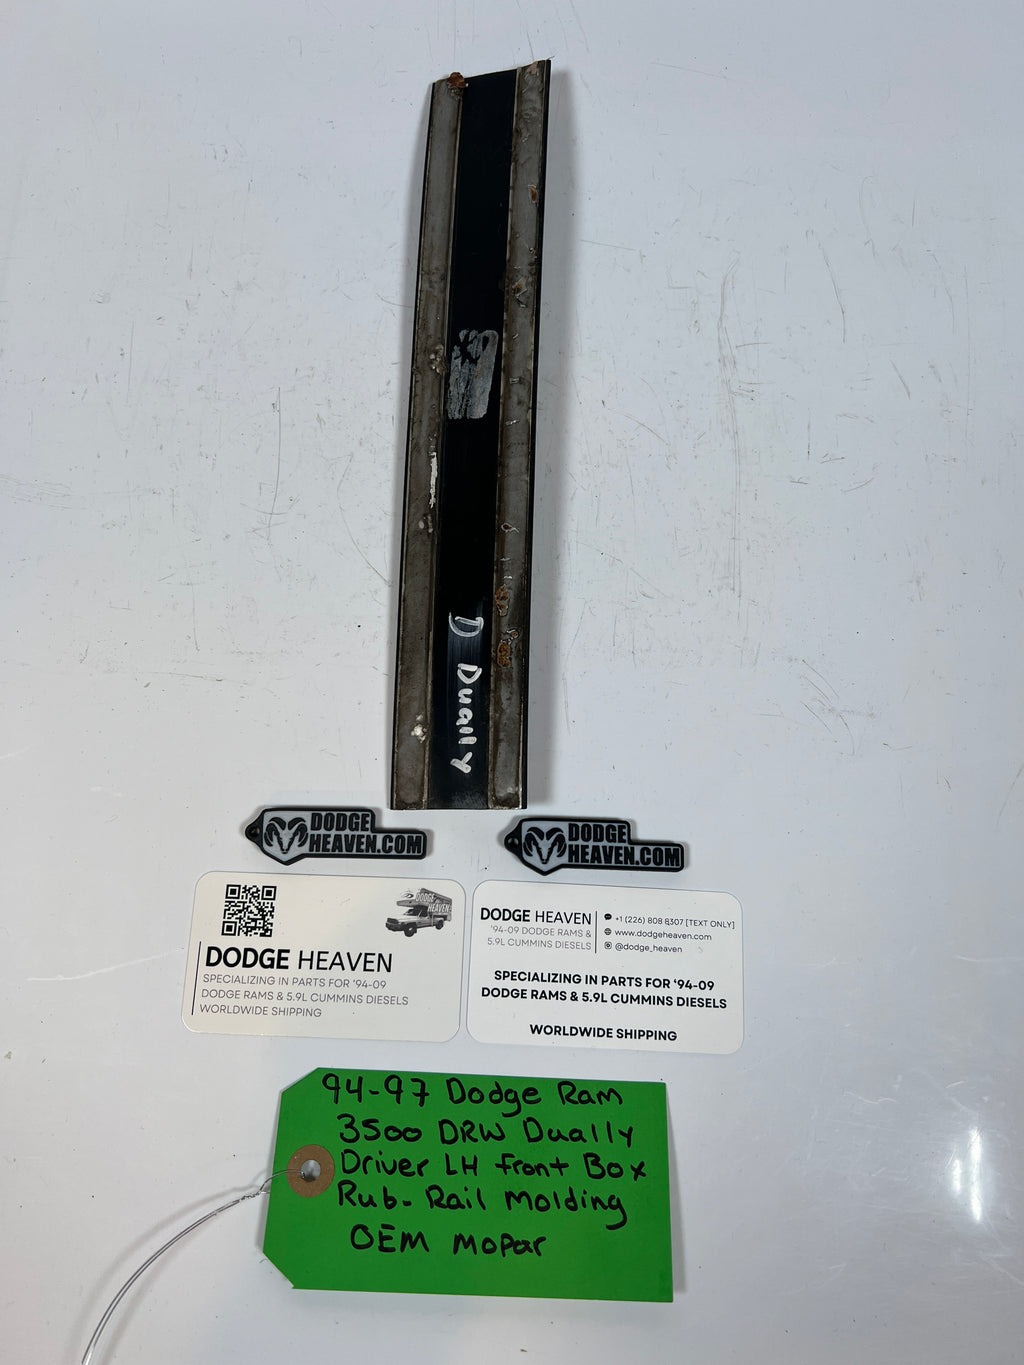 D Dually
DODGE
HEAVEN.COM
DODGE
HEAVEN.COM
DODGE
HEAVEN
DODGE HEAVEN
SPECIALIZING IN PARTS FOR '94-09
DODGE RAMS & 5.9L CUMMINS DIESELS
WORLDWIDE SHIPPING
DODGE HEAVEN
'94-09 DODGE RAMS &
5.9L CUMMINS DIESELS
+1 (226) 808 8307 [TEXT ONLY]
www.dodgeheaven.com
@dodge_heaven
SPECIALIZING IN PARTS FOR '94-09
DODGE RAMS & 5.9L CUMMINS DIESELS
WORLDWIDE SHIPPING
94-97 Dodge Ram
3500 DRW Dually
Driver LH front Box
Rub-Rail Molding
OEM Mopar